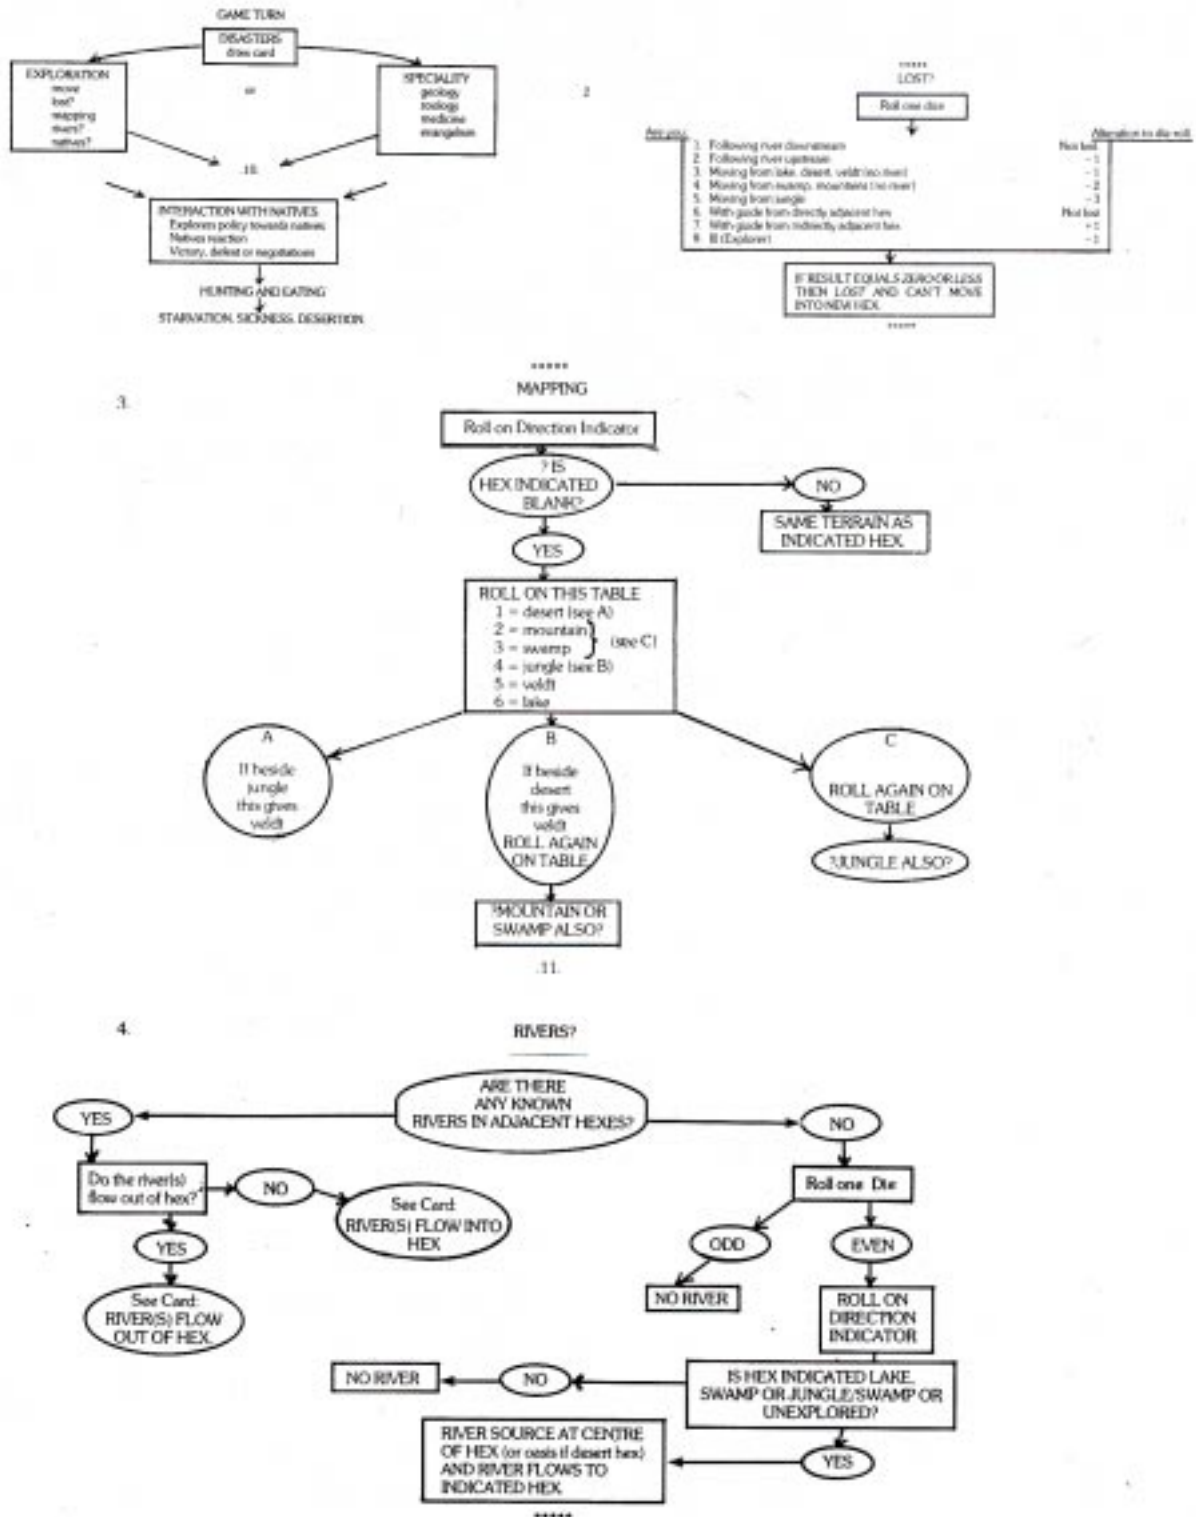 GAME TURN
DISASTERS
draw card
EXPLORATION
move
lost?
mapping
rivers?
natives?
or
SPECIALITY
geology
zoology
medicine
evangelism
.10.
INTERACTION WITH NATIVES
Explorers policy towards natives
Natives reaction
Victory, defeat or negotiations
HUNTING AND EATING
STARVATION, SICKNESS, DESERTION.
2
*****
LOST?
Roll one die
Are you:
Alteration to die roll
1. Following river downstream Not lost
2. Following river upstream - 1
3. Moving from lake, desert, veldt (no river) - 1
4. Moving from swamp, mountains (no river) - 2
5. Moving from jungle - 3
6. With guide from directly adjacent hex Not lost
7. With guide from indirectly adjacent hex + 1
8. Ill (Explorer) - 1
IF RESULT EQUALS ZERO OR LESS
THEN LOST AND CAN'T MOVE
INTO NEW HEX.
*****
*****
3.
MAPPING
Roll on Direction Indicator
? IS
HEX INDICATED
BLANK?
NO
SAME TERRAIN AS
INDICATED HEX.
YES
ROLL ON THIS TABLE
1 = desert (see A)
2 = mountain
3 = swamp
(see C)
4 = jungle (see B)
5 = veldt
6 = lake
A
If beside
jungle
this gives
veldt
B
If beside
desert
this gives
veldt
ROLL AGAIN
ON TABLE
C
ROLL AGAIN ON
TABLE
?JUNGLE ALSO?
?MOUNTAIN OR
SWAMP ALSO?
.11.
4.
RIVERS?
ARE THERE
ANY KNOWN
RIVERS IN ADJACENT HEXES?
YES
NO
Do the river(s)
flow out of hex?
NO
See Card:
RIVER(S) FLOW INTO
HEX
YES
See Card:
RIVER(S) FLOW
OUT OF HEX.
Roll one Die
ODD
EVEN
NO RIVER
ROLL ON
DIRECTION
INDICATOR
IS HEX INDICATED LAKE,
SWAMP OR JUNGLE/SWAMP OR
UNEXPLORED?
NO
NO RIVER
YES
RIVER SOURCE AT CENTRE
OF HEX (or oasis if desert hex)
AND RIVER FLOWS TO
INDICATED HEX.
*****